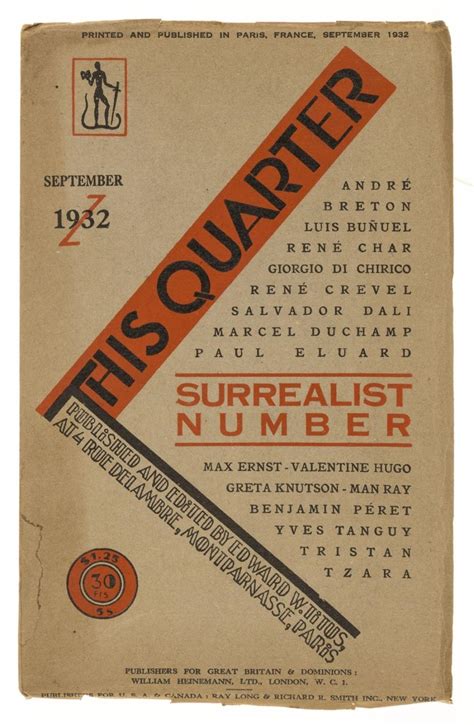 PRINTED AND PUBLISHED IN PARIS, FRANCE, SEPTEMBER 1932
SEPTEMBER
1932
THIS QUARTER
ANDRÉ
BRETON
LUIS BUÑUEL
RENÉ CHAR
GIORGIO DI CHIRICO
RENÉ CREVEL
SALVADOR DALI
MARCEL DUCHAMP
PAUL ELUARD
SURREALIST
NUMBER
PUBLISHED AND EDITED BY EDWARD W. TITUS,
AT 4 RUE DELAMBRE, MONTPARNASSE, PARIS
MAX ERNST - VALENTINE HUGO
GRETA KNUTSON - MAN RAY
BENJAMIN PÉRET
YVES TANGUY
TRISTAN
TZARA
$1.25
30
FRS
5s.
PUBLISHERS FOR GREAT BRITAIN & DOMINIONS:
WILLIAM HEINEMANN, LTD., LONDON, W. C. 1.
PUBLISHERS FOR U. S. A. & CANADA: RAY LONG & RICHARD R. SMITH INC., NEW YORK